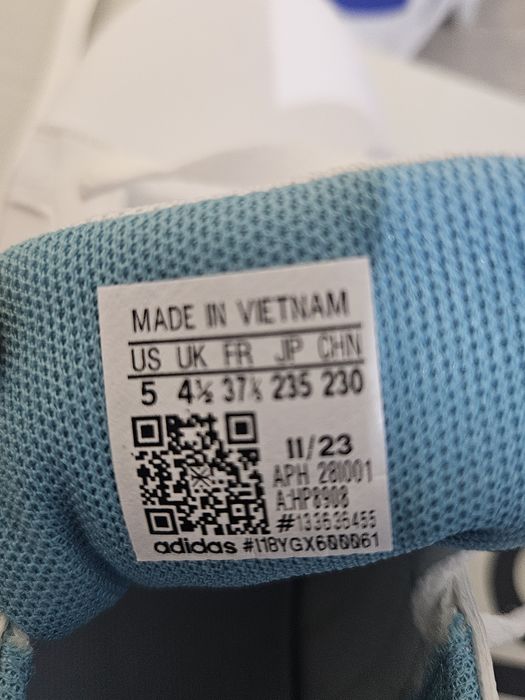 MADE IN VIETNAM
US UK FR JP CHN
5 4½ 37⅓ 235 230
11/23
APH 281001
A:HP8908
#133636455
adidas #118YGX600061